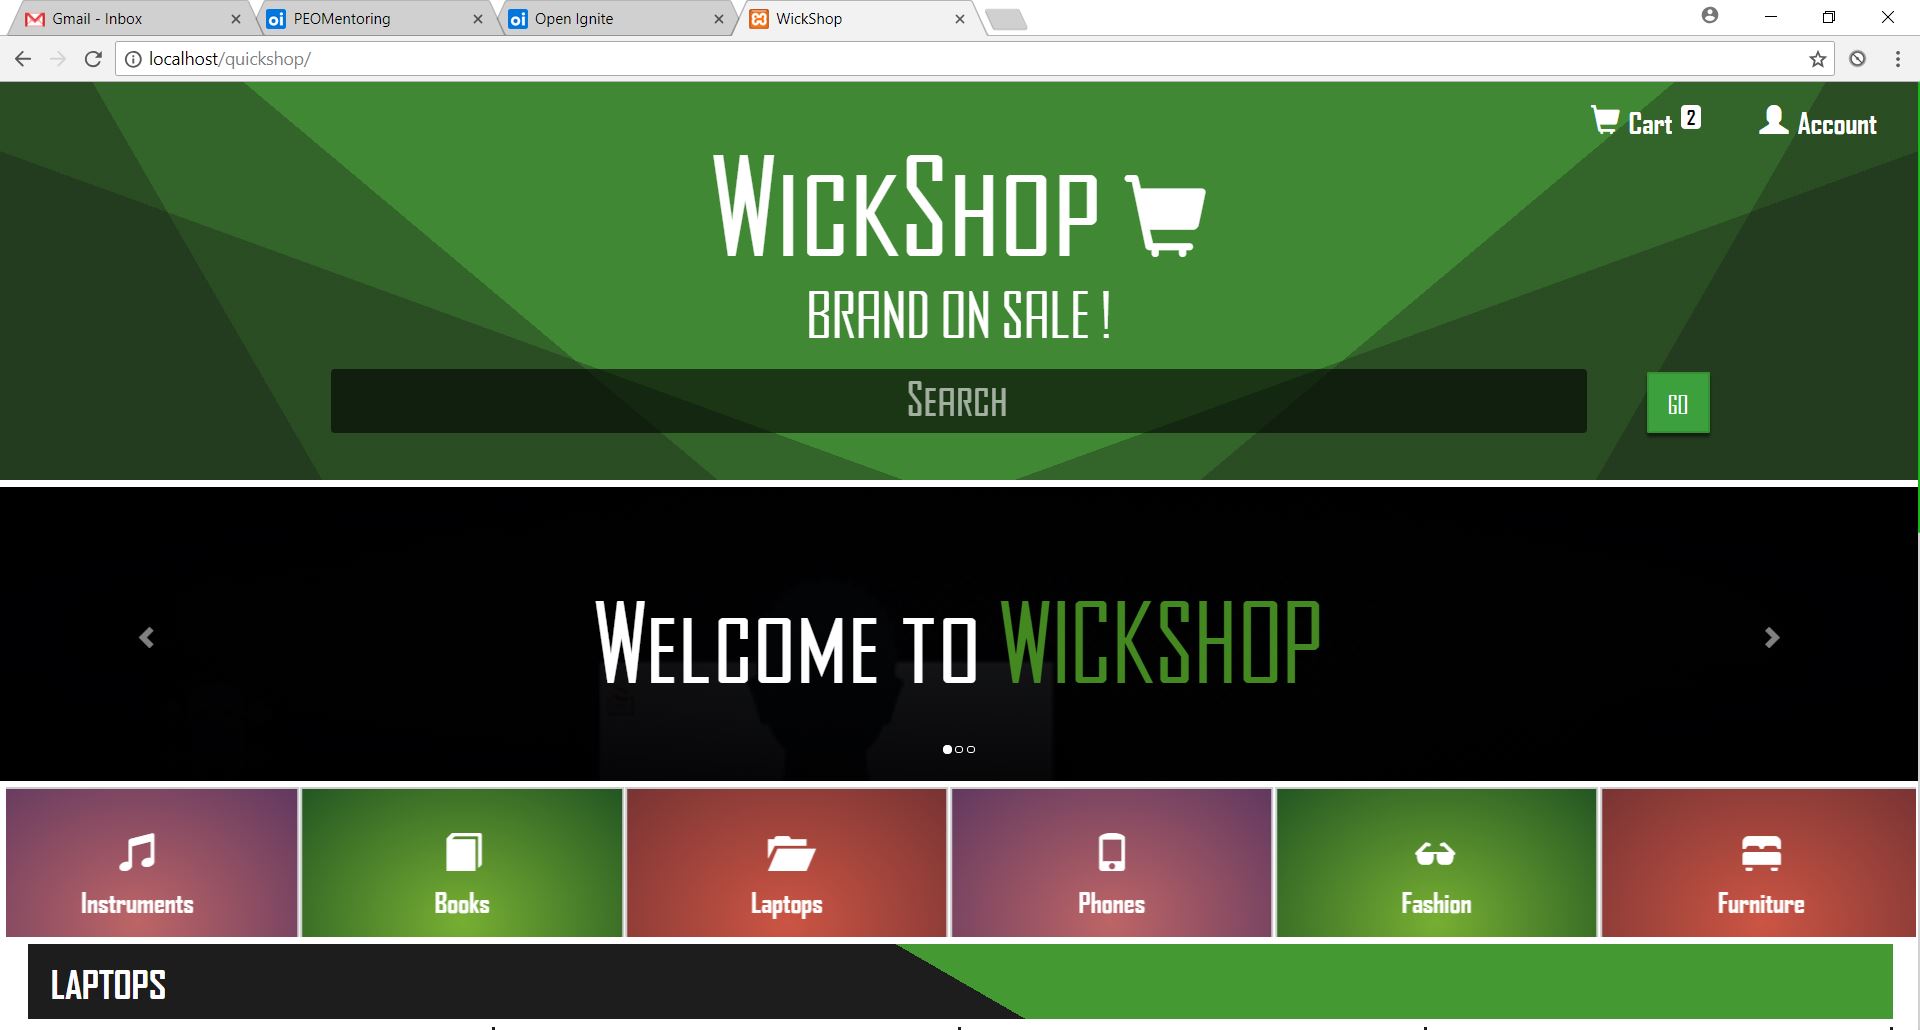 Gmail - Inbox
PEOMentoring
Open Ignite
WickShop
localhost/quickshop/
Cart 2
Account
WickShop
BRAND ON SALE !
Search
GO
Welcome to WICKSHOP
Instruments
Books
Laptops
Phones
Fashion
Furniture
LAPTOPS